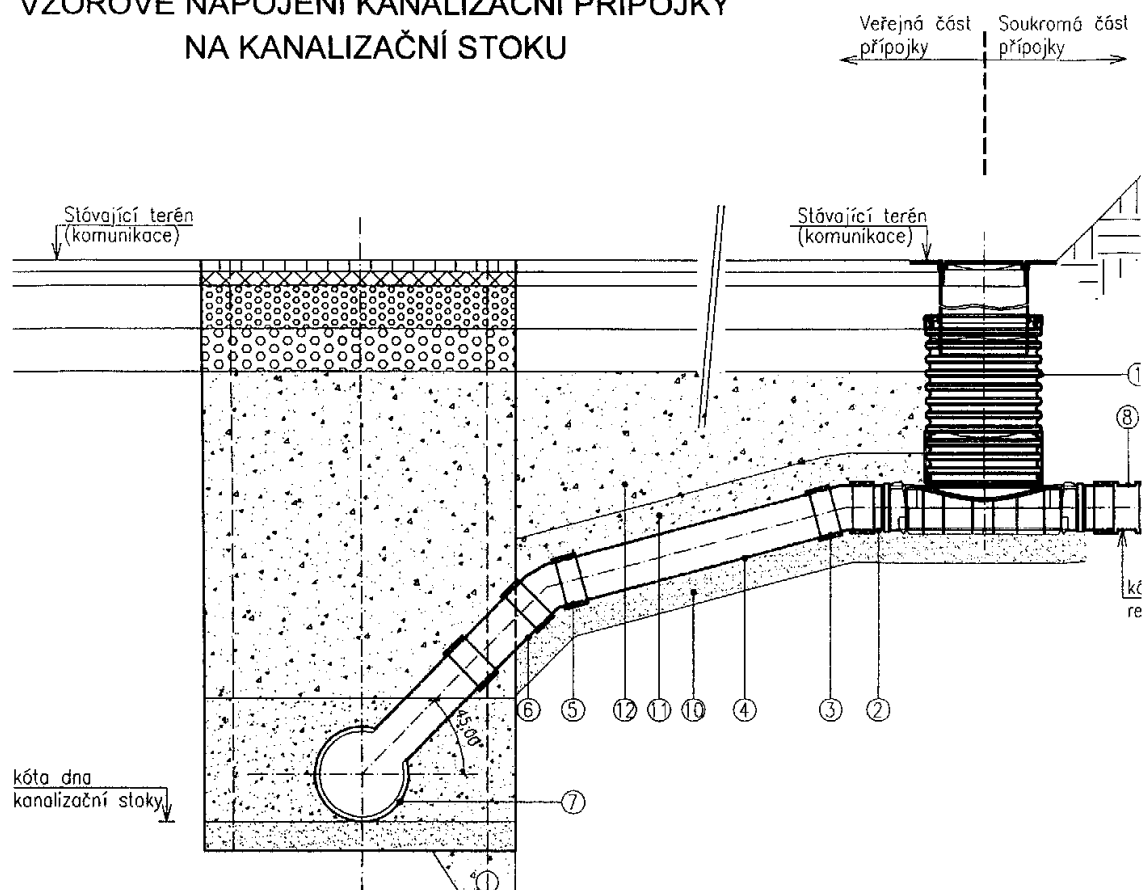 VZOROVÉ NAPOJENÍ KANALIZAČNÍ PŘÍPOJKY
NA KANALIZAČNÍ STOKU
Veřejná část
přípojky
Soukromá část
přípojky
Stávající terén
(komunikace)
Stávající terén
(komunikace)
8
6
5
12
11
10
4
3
2
45,00°
kóta dna
kanalizační stoky
7